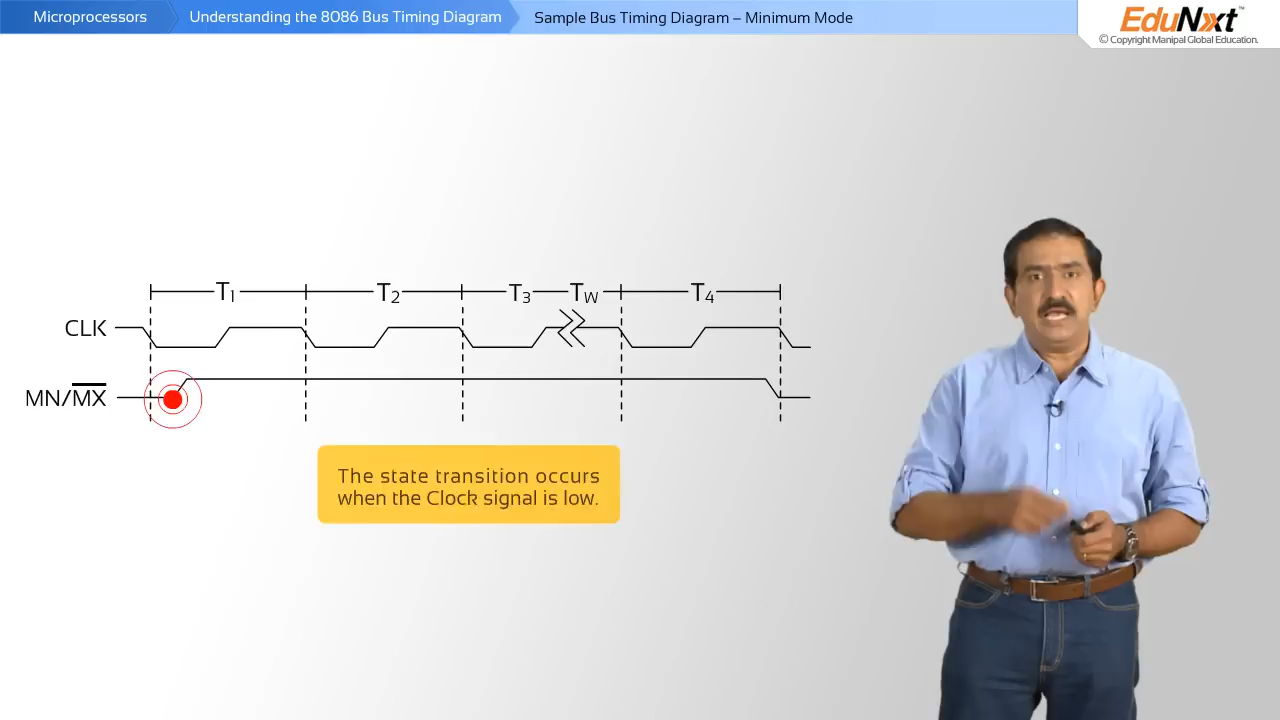 Microprocessors
Understanding the 8086 Bus Timing Diagram
Sample Bus Timing Diagram – Minimum Mode
EduNxt™
© Copyright Manipal Global Education.
T1 T2 T3 TW T4
CLK
MN/MX
The state transition occurs
when the Clock signal is low.